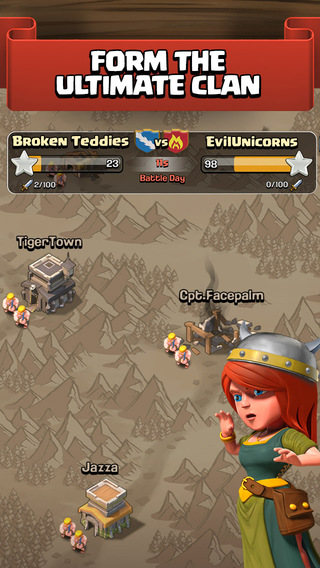 FORM THE
ULTIMATE CLAN
Broken Teddies vs EvilUnicorns
23 11s 98
2/100 Battle Day 0/100
TigerTown
Cpt.Facepalm
Jazza